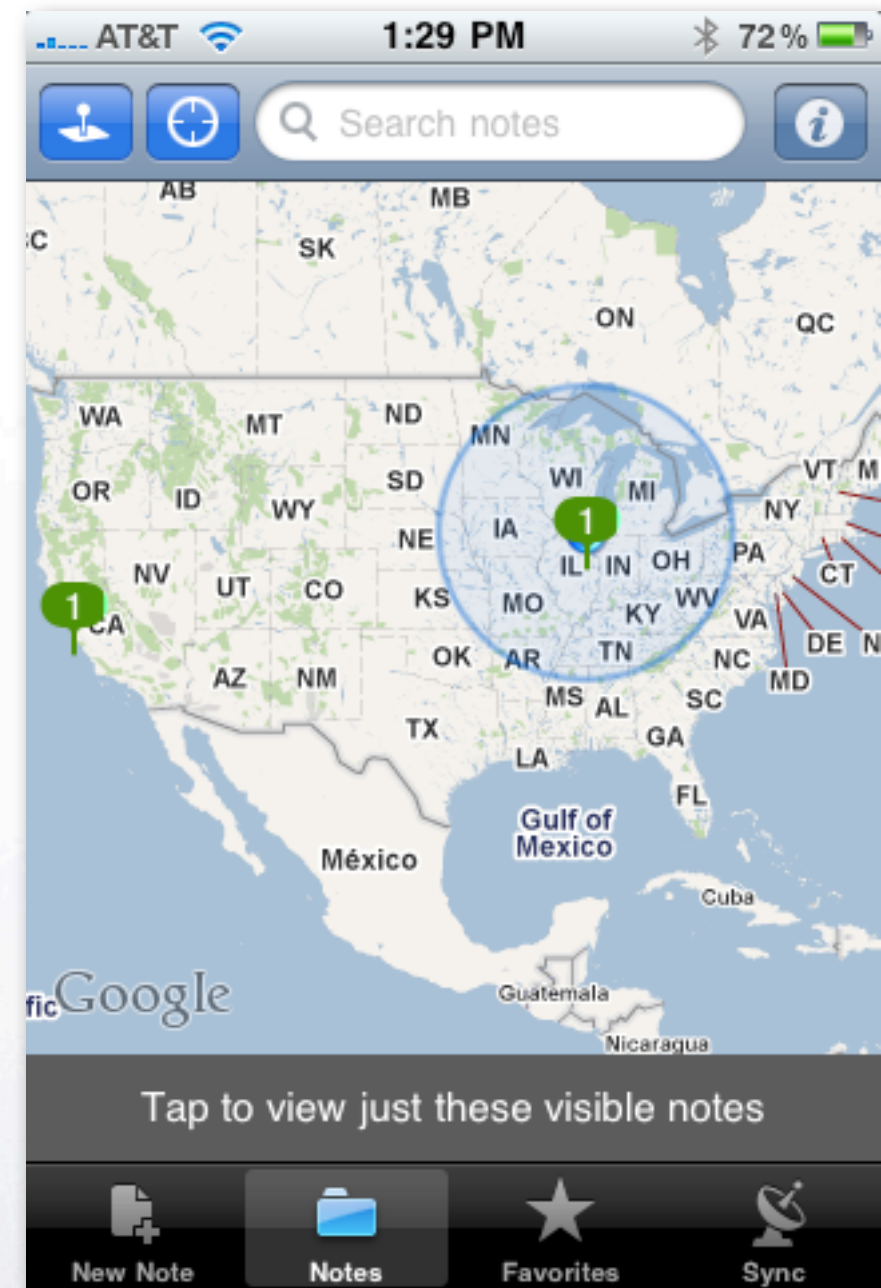 AT&T 1:29 PM 72%
Search notes
AB MB
C SK
ON QC
WA MT ND MN VT M
OR ID WY SD WI MI NY
NE IA 1 PA
NV UT CO KS IL IN OH CT
1 CA MO KY WV VA
AZ NM OK AR TN NC DE N
MD
TX MS AL SC
LA GA
FL
Gulf of
Mexico
México
Cuba
fic Google Guatemala
Nicaragua
Tap to view just these visible notes
New Note Notes Favorites Sync